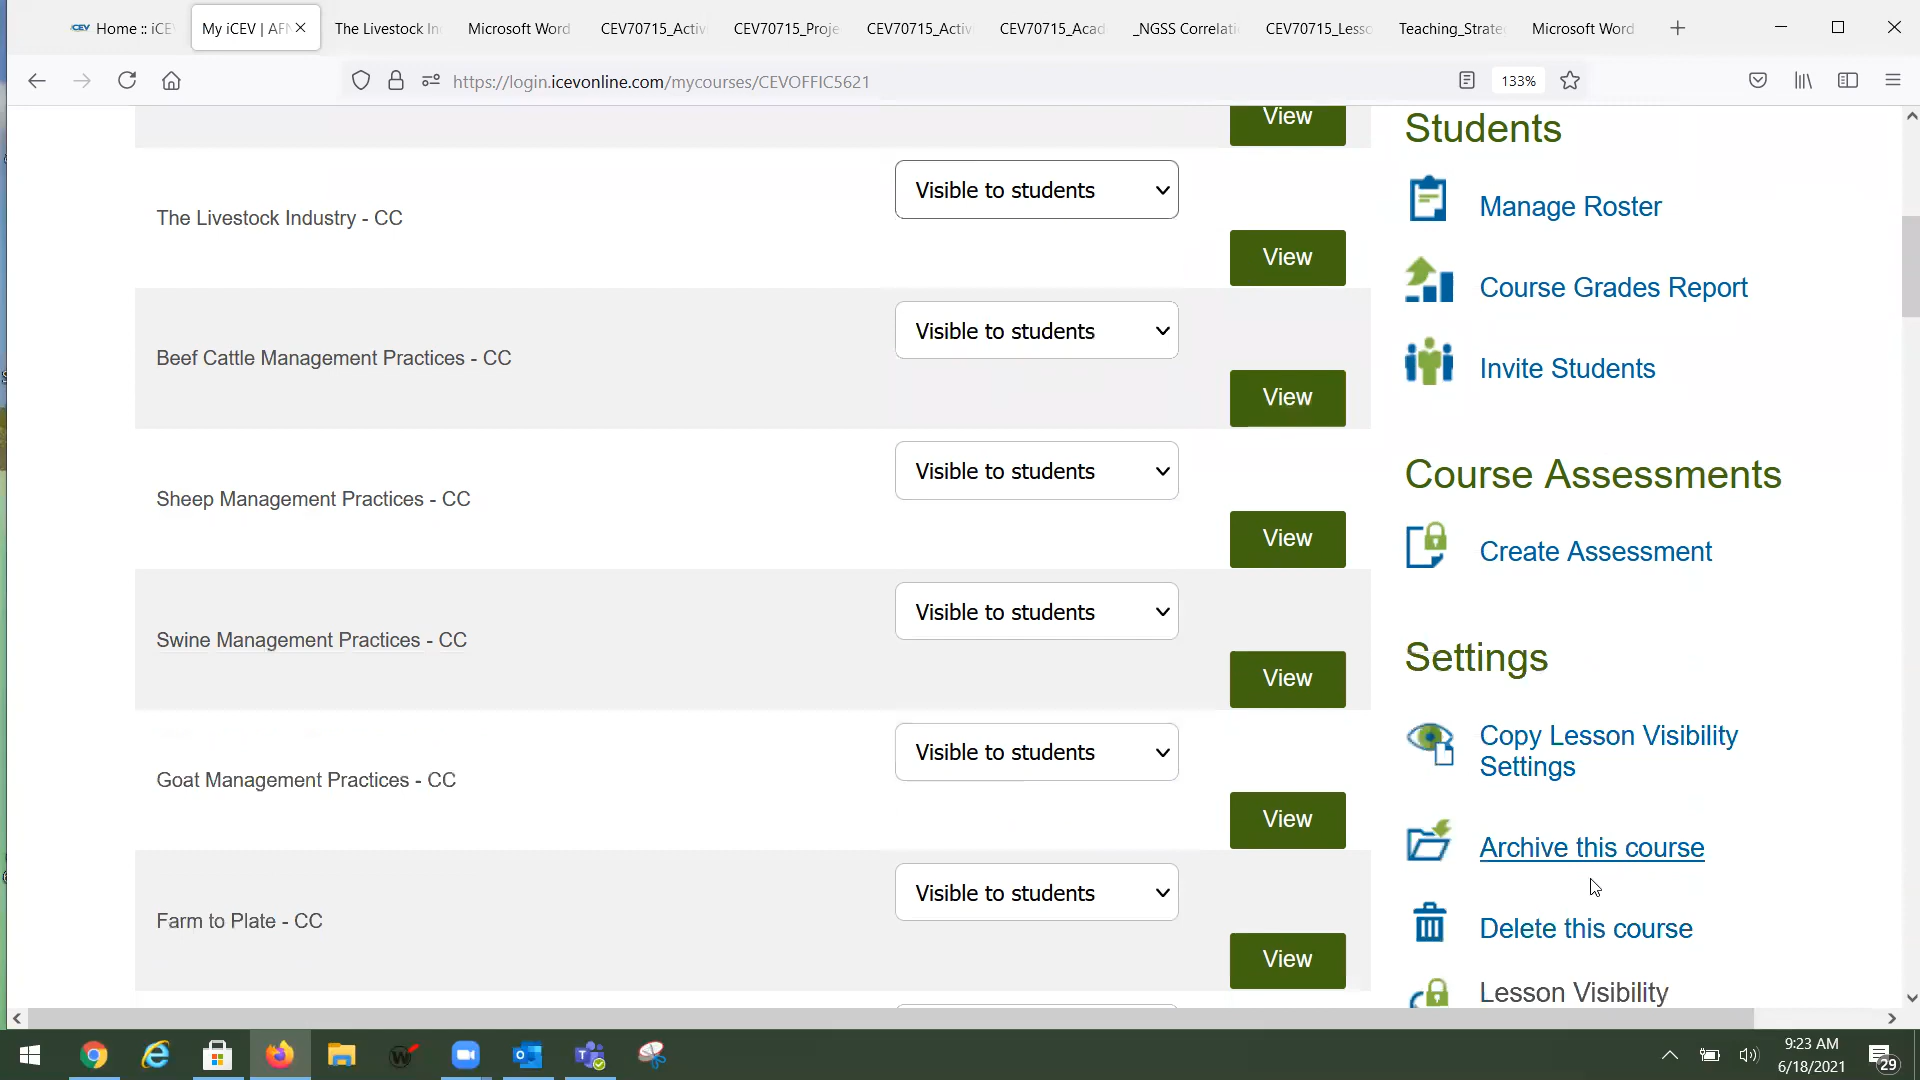 CEV Home :: iCEV
My iCEV | AFN
The Livestock In
Microsoft Word
CEV70715_Activi
CEV70715_Proje
CEV70715_Activi
CEV70715_Acad
_NGSS Correlati
CEV70715_Lesso
Teaching_Strate
Microsoft Word
https://login.icevonline.com/mycourses/CEVOFFIC5621
133%
View
The Livestock Industry - CC
Visible to students
View
Beef Cattle Management Practices - CC
Visible to students
View
Sheep Management Practices - CC
Visible to students
View
Swine Management Practices - CC
Visible to students
View
Goat Management Practices - CC
Visible to students
View
Farm to Plate - CC
Visible to students
View
Students
Manage Roster
Course Grades Report
Invite Students
Course Assessments
Create Assessment
Settings
Copy Lesson Visibility
Settings
Archive this course
Delete this course
Lesson Visibility
9:23 AM
6/18/2021
29